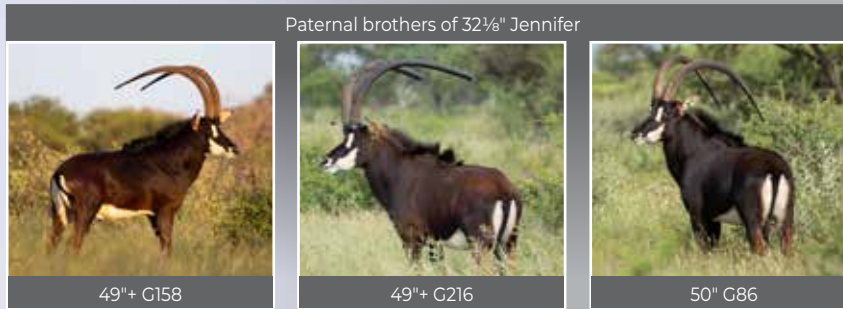 Paternal brothers of 32⅛" Jennifer
49"+ G158
49"+ G216
50" G86